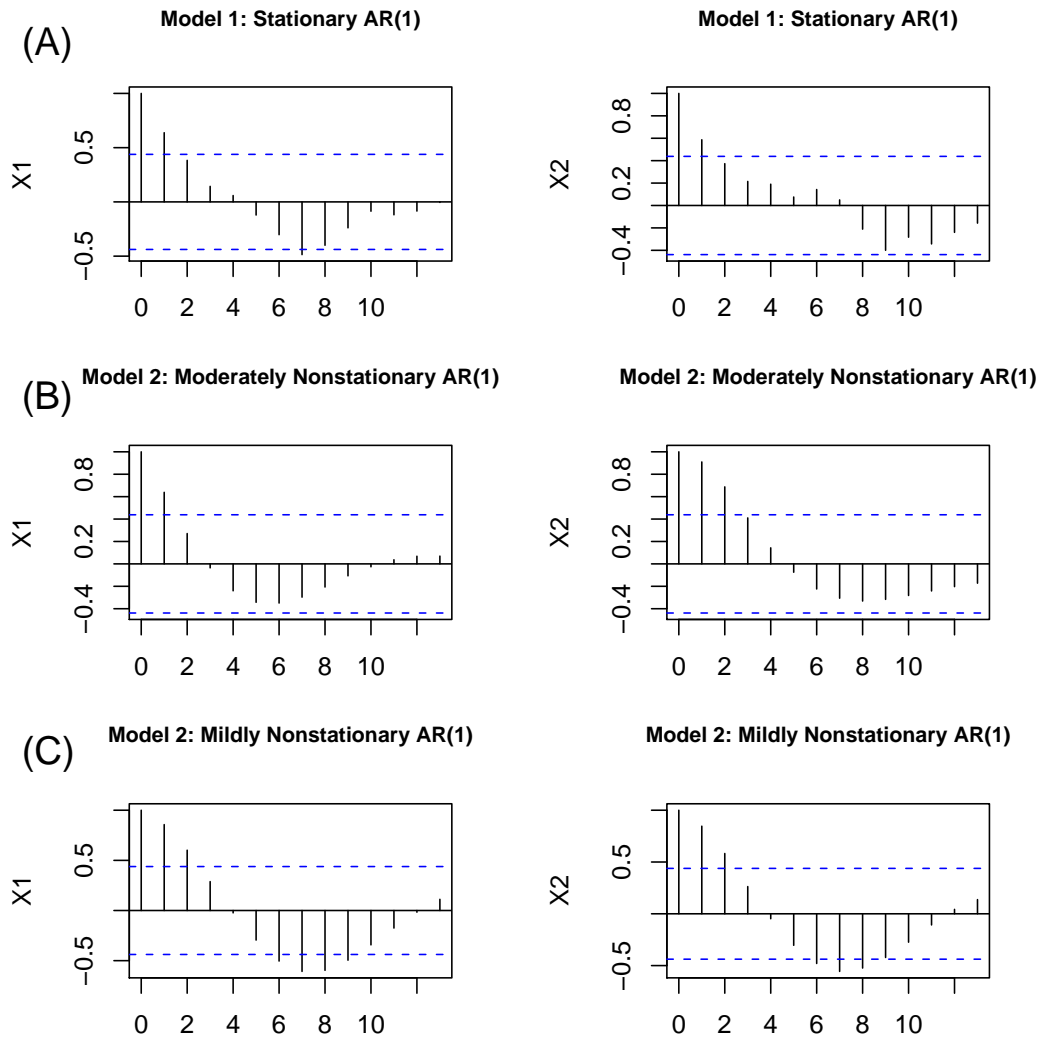 (A)
Model 1: Stationary AR(1)
X1
0.5
−0.5
0 2 4 6 8 10
Model 1: Stationary AR(1)
X2
0.8
0.2
−0.4
0 2 4 6 8 10
(B)
Model 2: Moderately Nonstationary AR(1)
X1
0.8
0.2
−0.4
0 2 4 6 8 10
Model 2: Moderately Nonstationary AR(1)
X2
0.8
0.2
−0.4
0 2 4 6 8 10
(C)
Model 2: Mildly Nonstationary AR(1)
X1
0.5
−0.5
0 2 4 6 8 10
Model 2: Mildly Nonstationary AR(1)
X2
0.5
−0.5
0 2 4 6 8 10